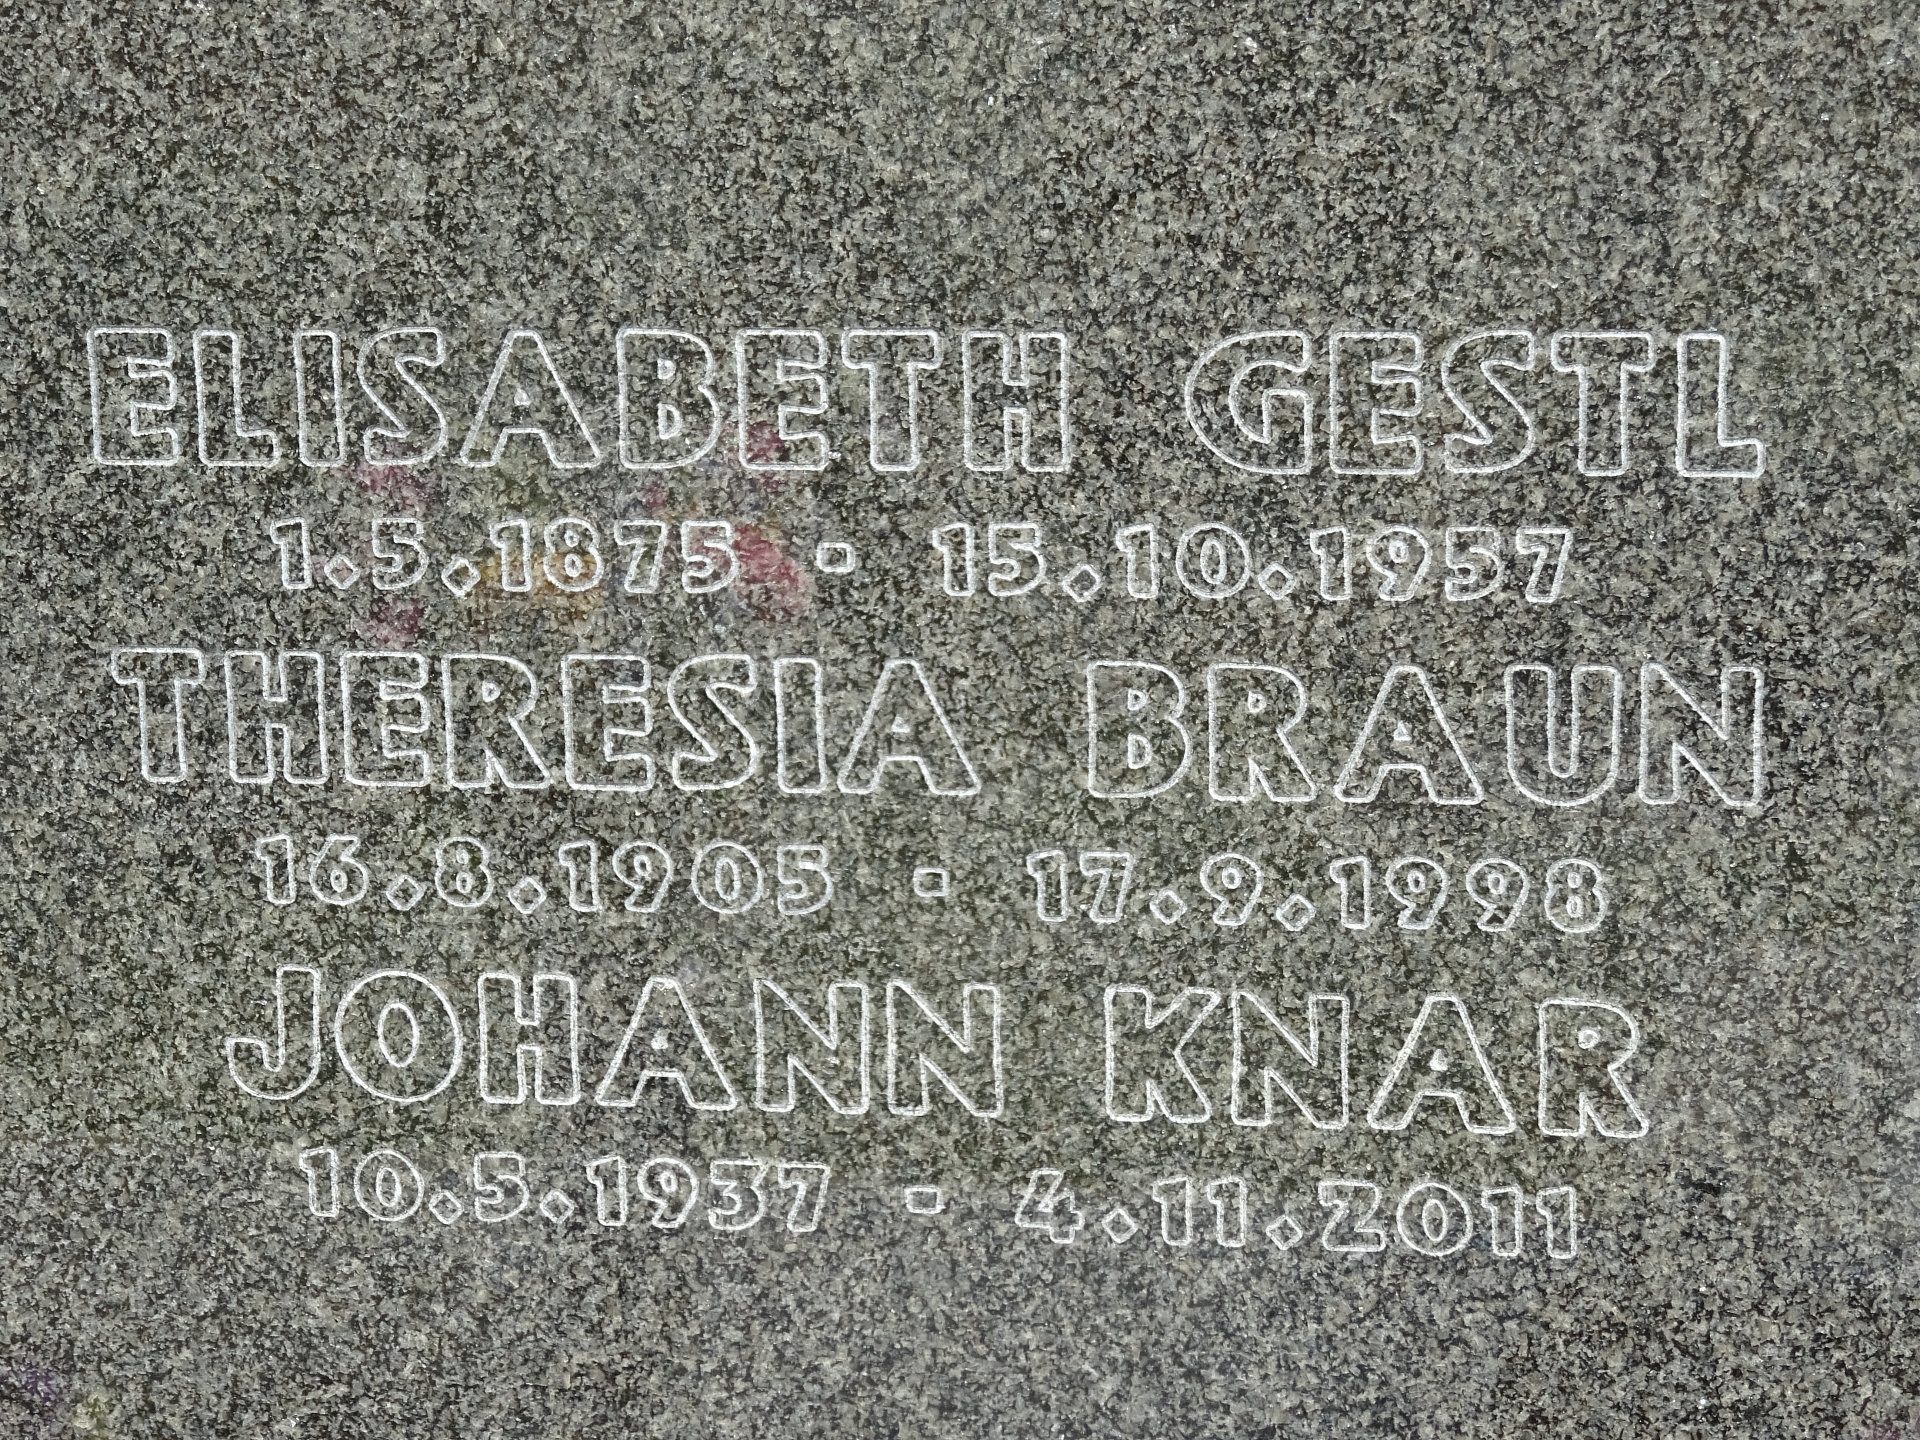 ELISABETH GESTL
1.5.1875 - 15.10.1957
THERESIA BRAUN
16.8.1905 - 17.9.1998
JOHANN KNAR
10.5.1937 - 4.11.2011